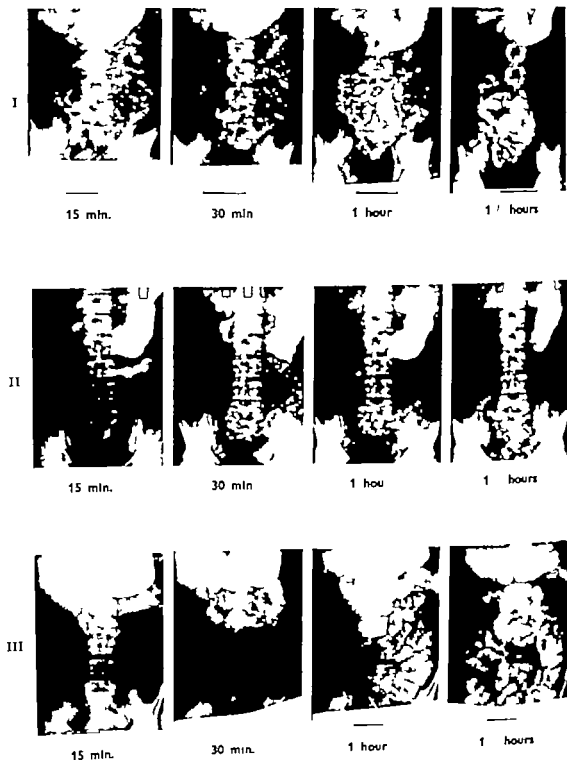 I
15 min. 30 min 1 hour 1 / hours
II
15 min. 30 min 1 hou 1 hours
III
15 min. 30 min. 1 hour 1 hours